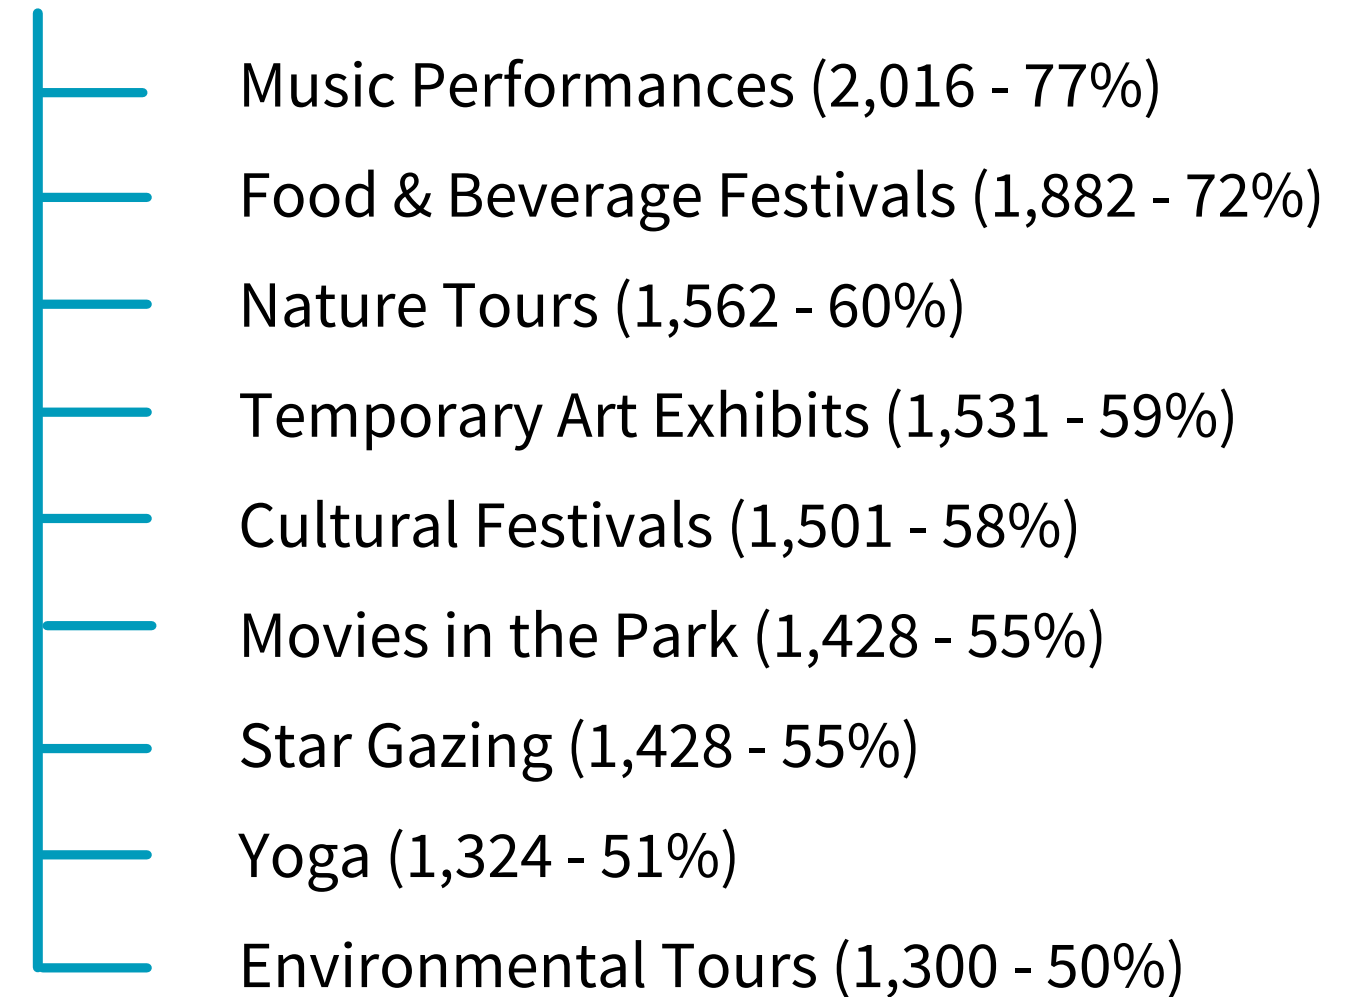 Music Performances (2,016 - 77%)
Food & Beverage Festivals (1,882 - 72%)
Nature Tours (1,562 - 60%)
Temporary Art Exhibits (1,531 - 59%)
Cultural Festivals (1,501 - 58%)
Movies in the Park (1,428 - 55%)
Star Gazing (1,428 - 55%)
Yoga (1,324 - 51%)
Environmental Tours (1,300 - 50%)